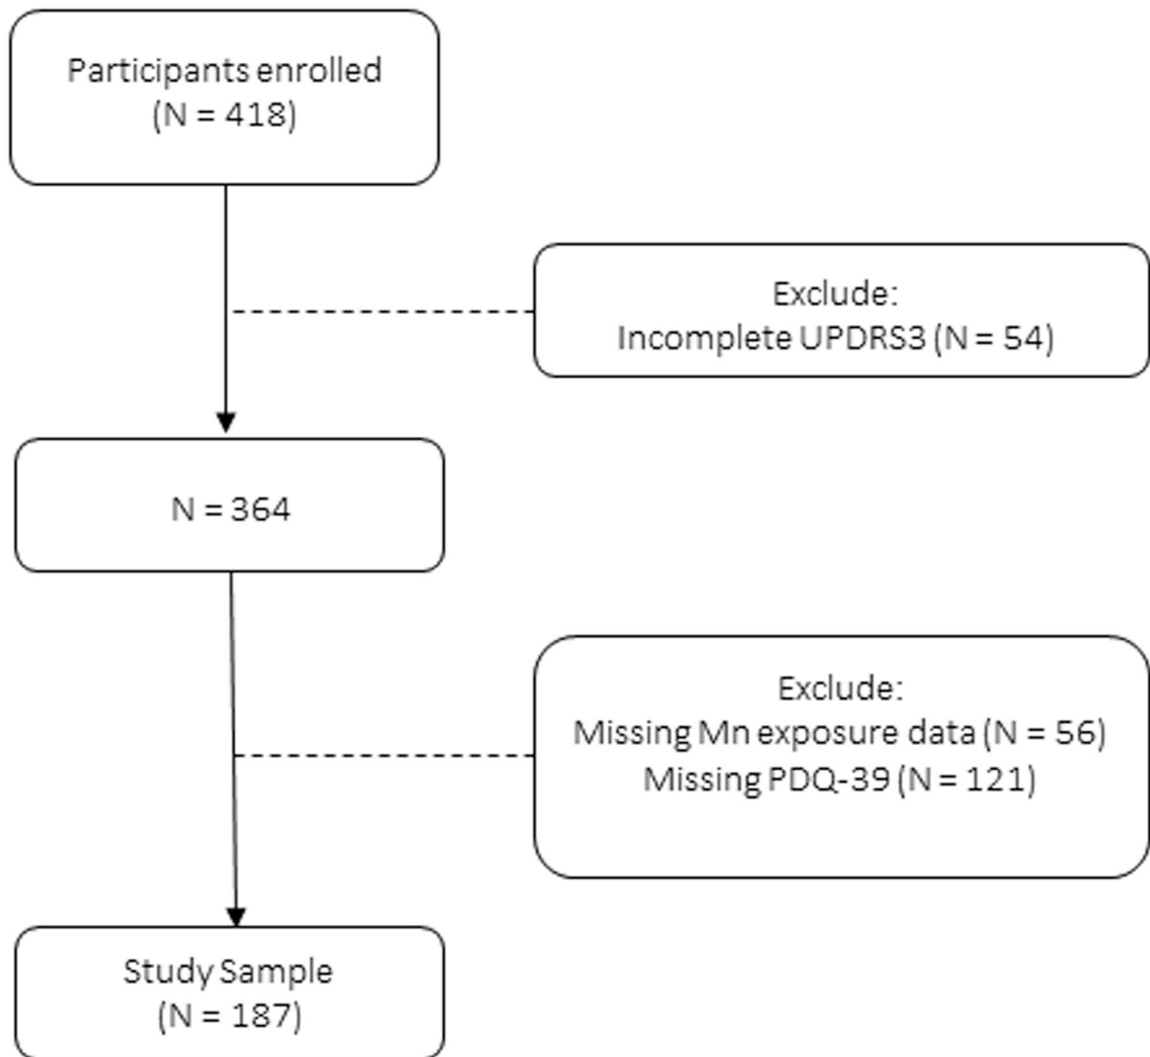 Participants enrolled
(N = 418)
Exclude:
Incomplete UPDRS3 (N = 54)
N = 364
Exclude:
Missing Mn exposure data (N = 56)
Missing PDQ-39 (N = 121)
Study Sample
(N = 187)